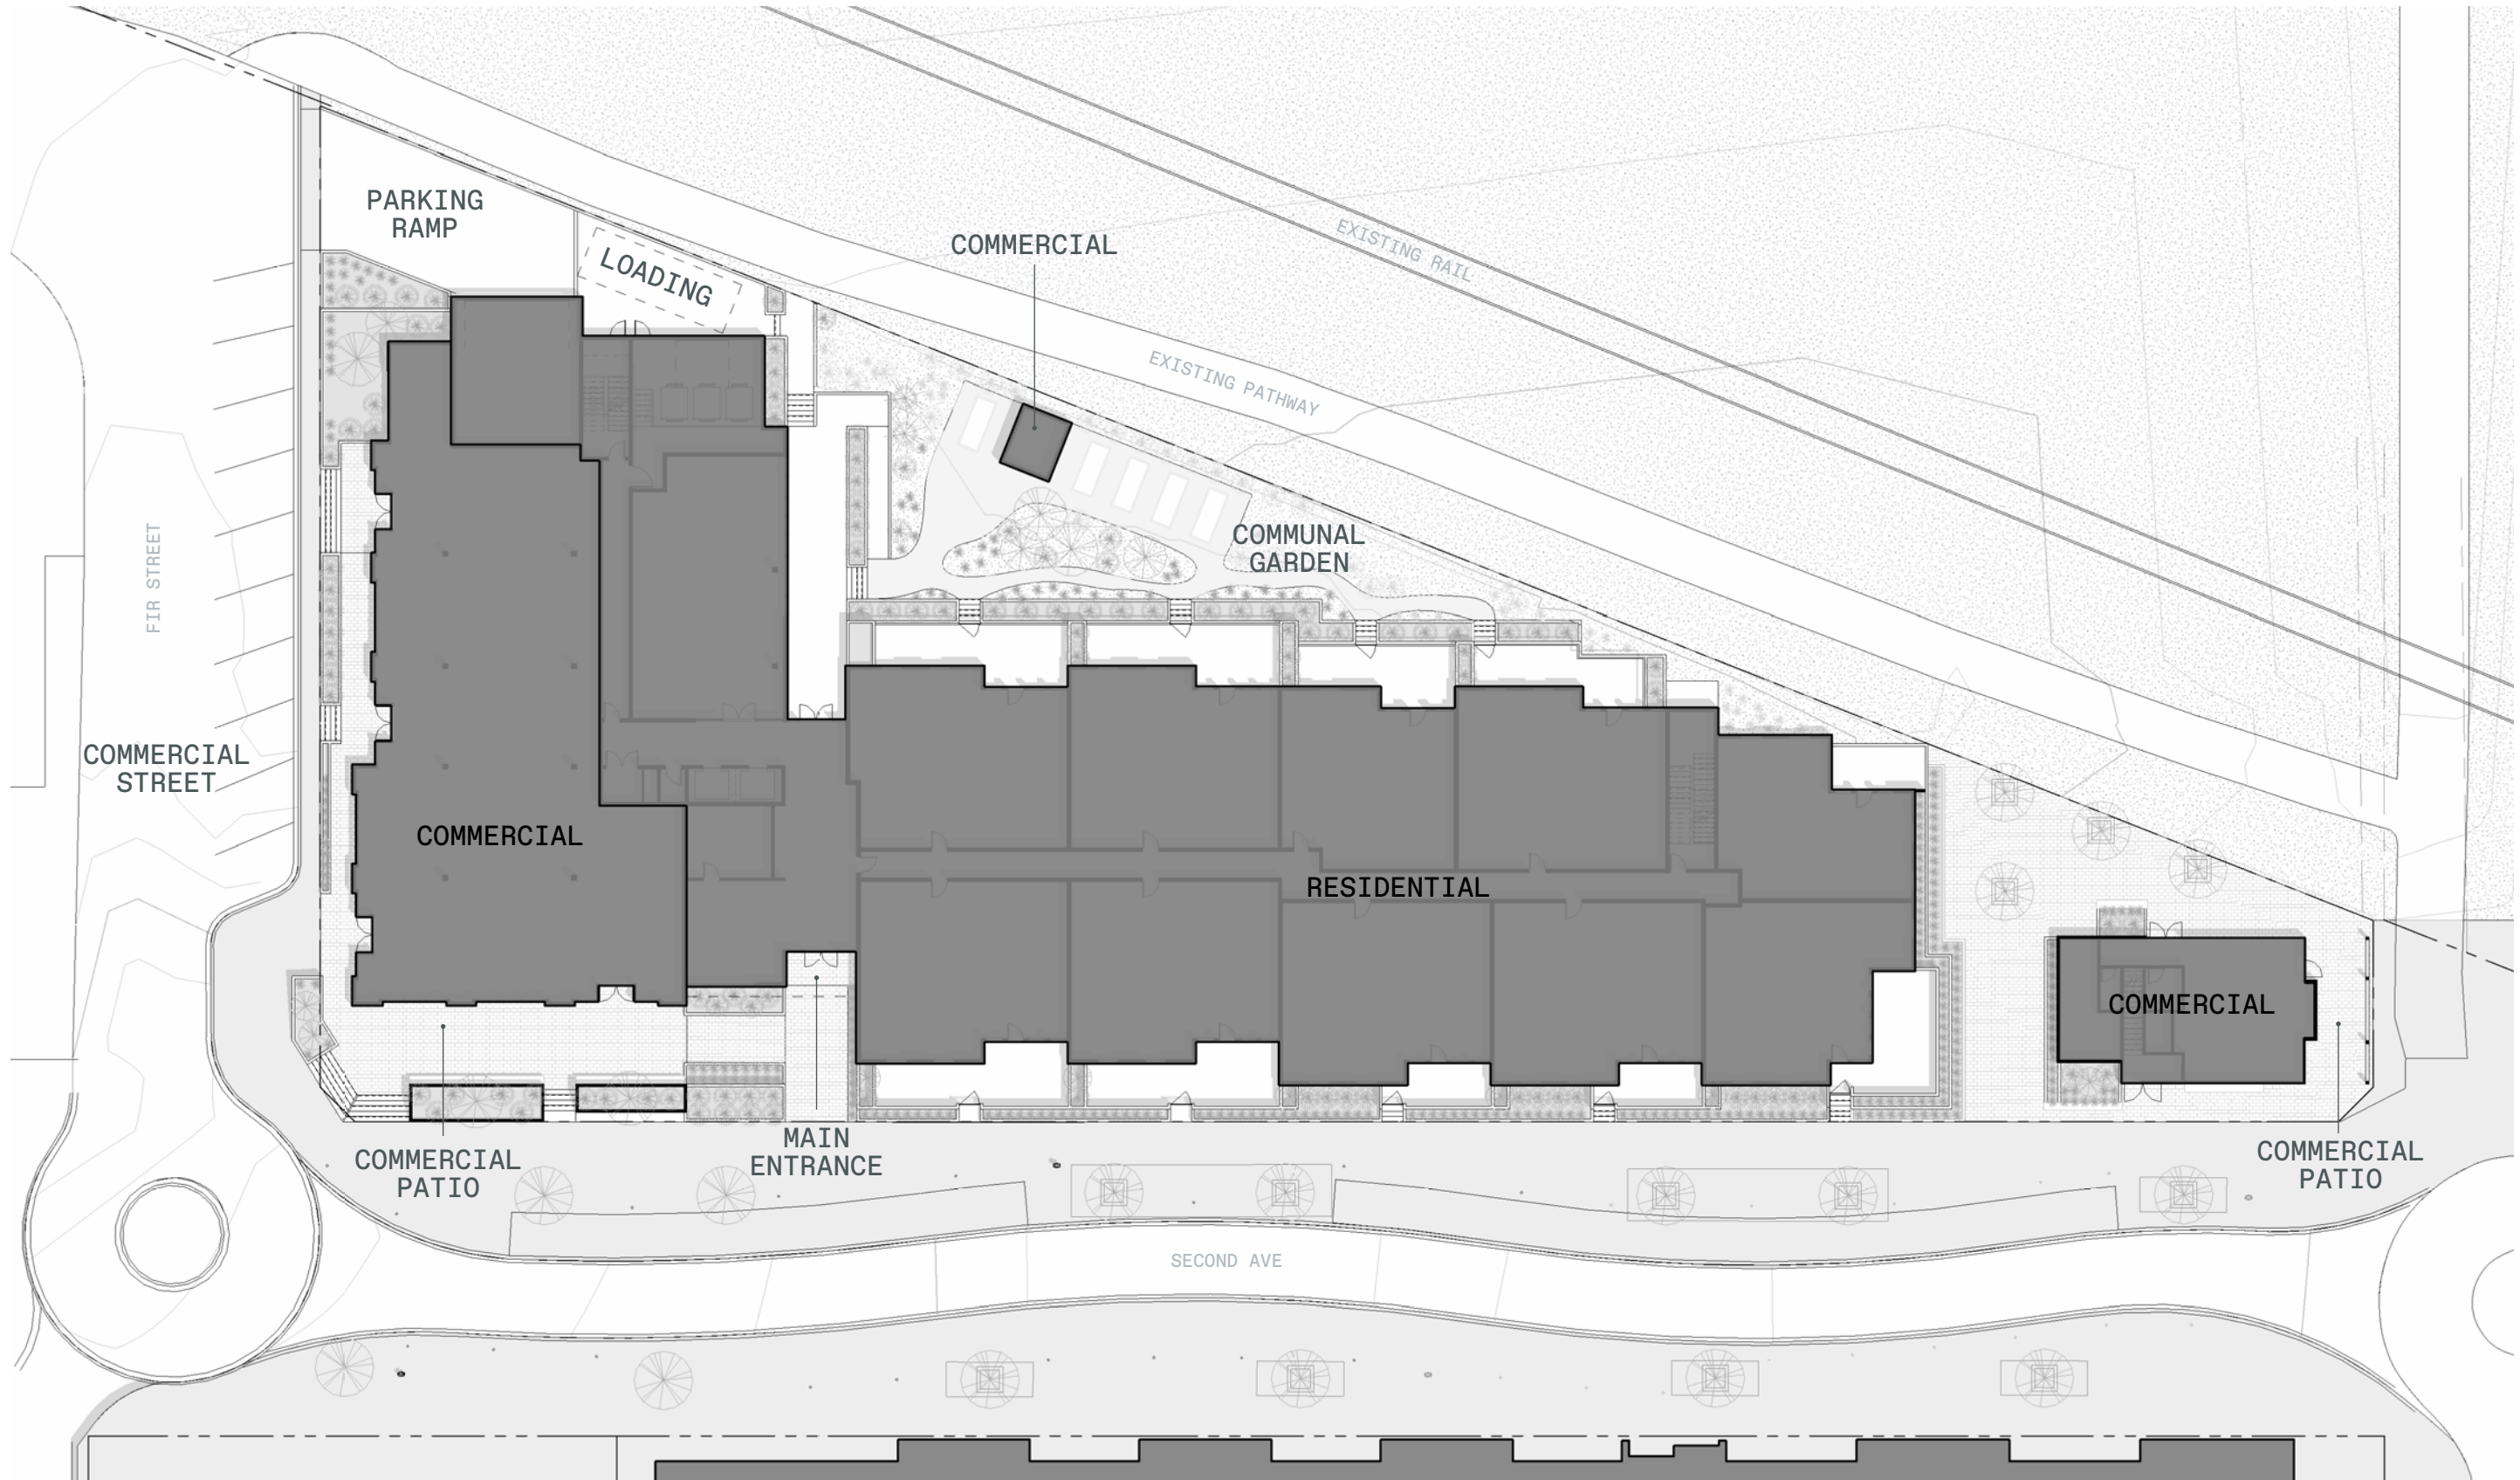 PARKING
RAMP
LOADING
COMMERCIAL
EXISTING RAIL
EXISTING PATHWAY
COMMUNAL
GARDEN
FIR STREET
COMMERCIAL
STREET
COMMERCIAL
RESIDENTIAL
COMMERCIAL
MAIN
ENTRANCE
COMMERCIAL
PATIO
COMMERCIAL
PATIO
SECOND AVE